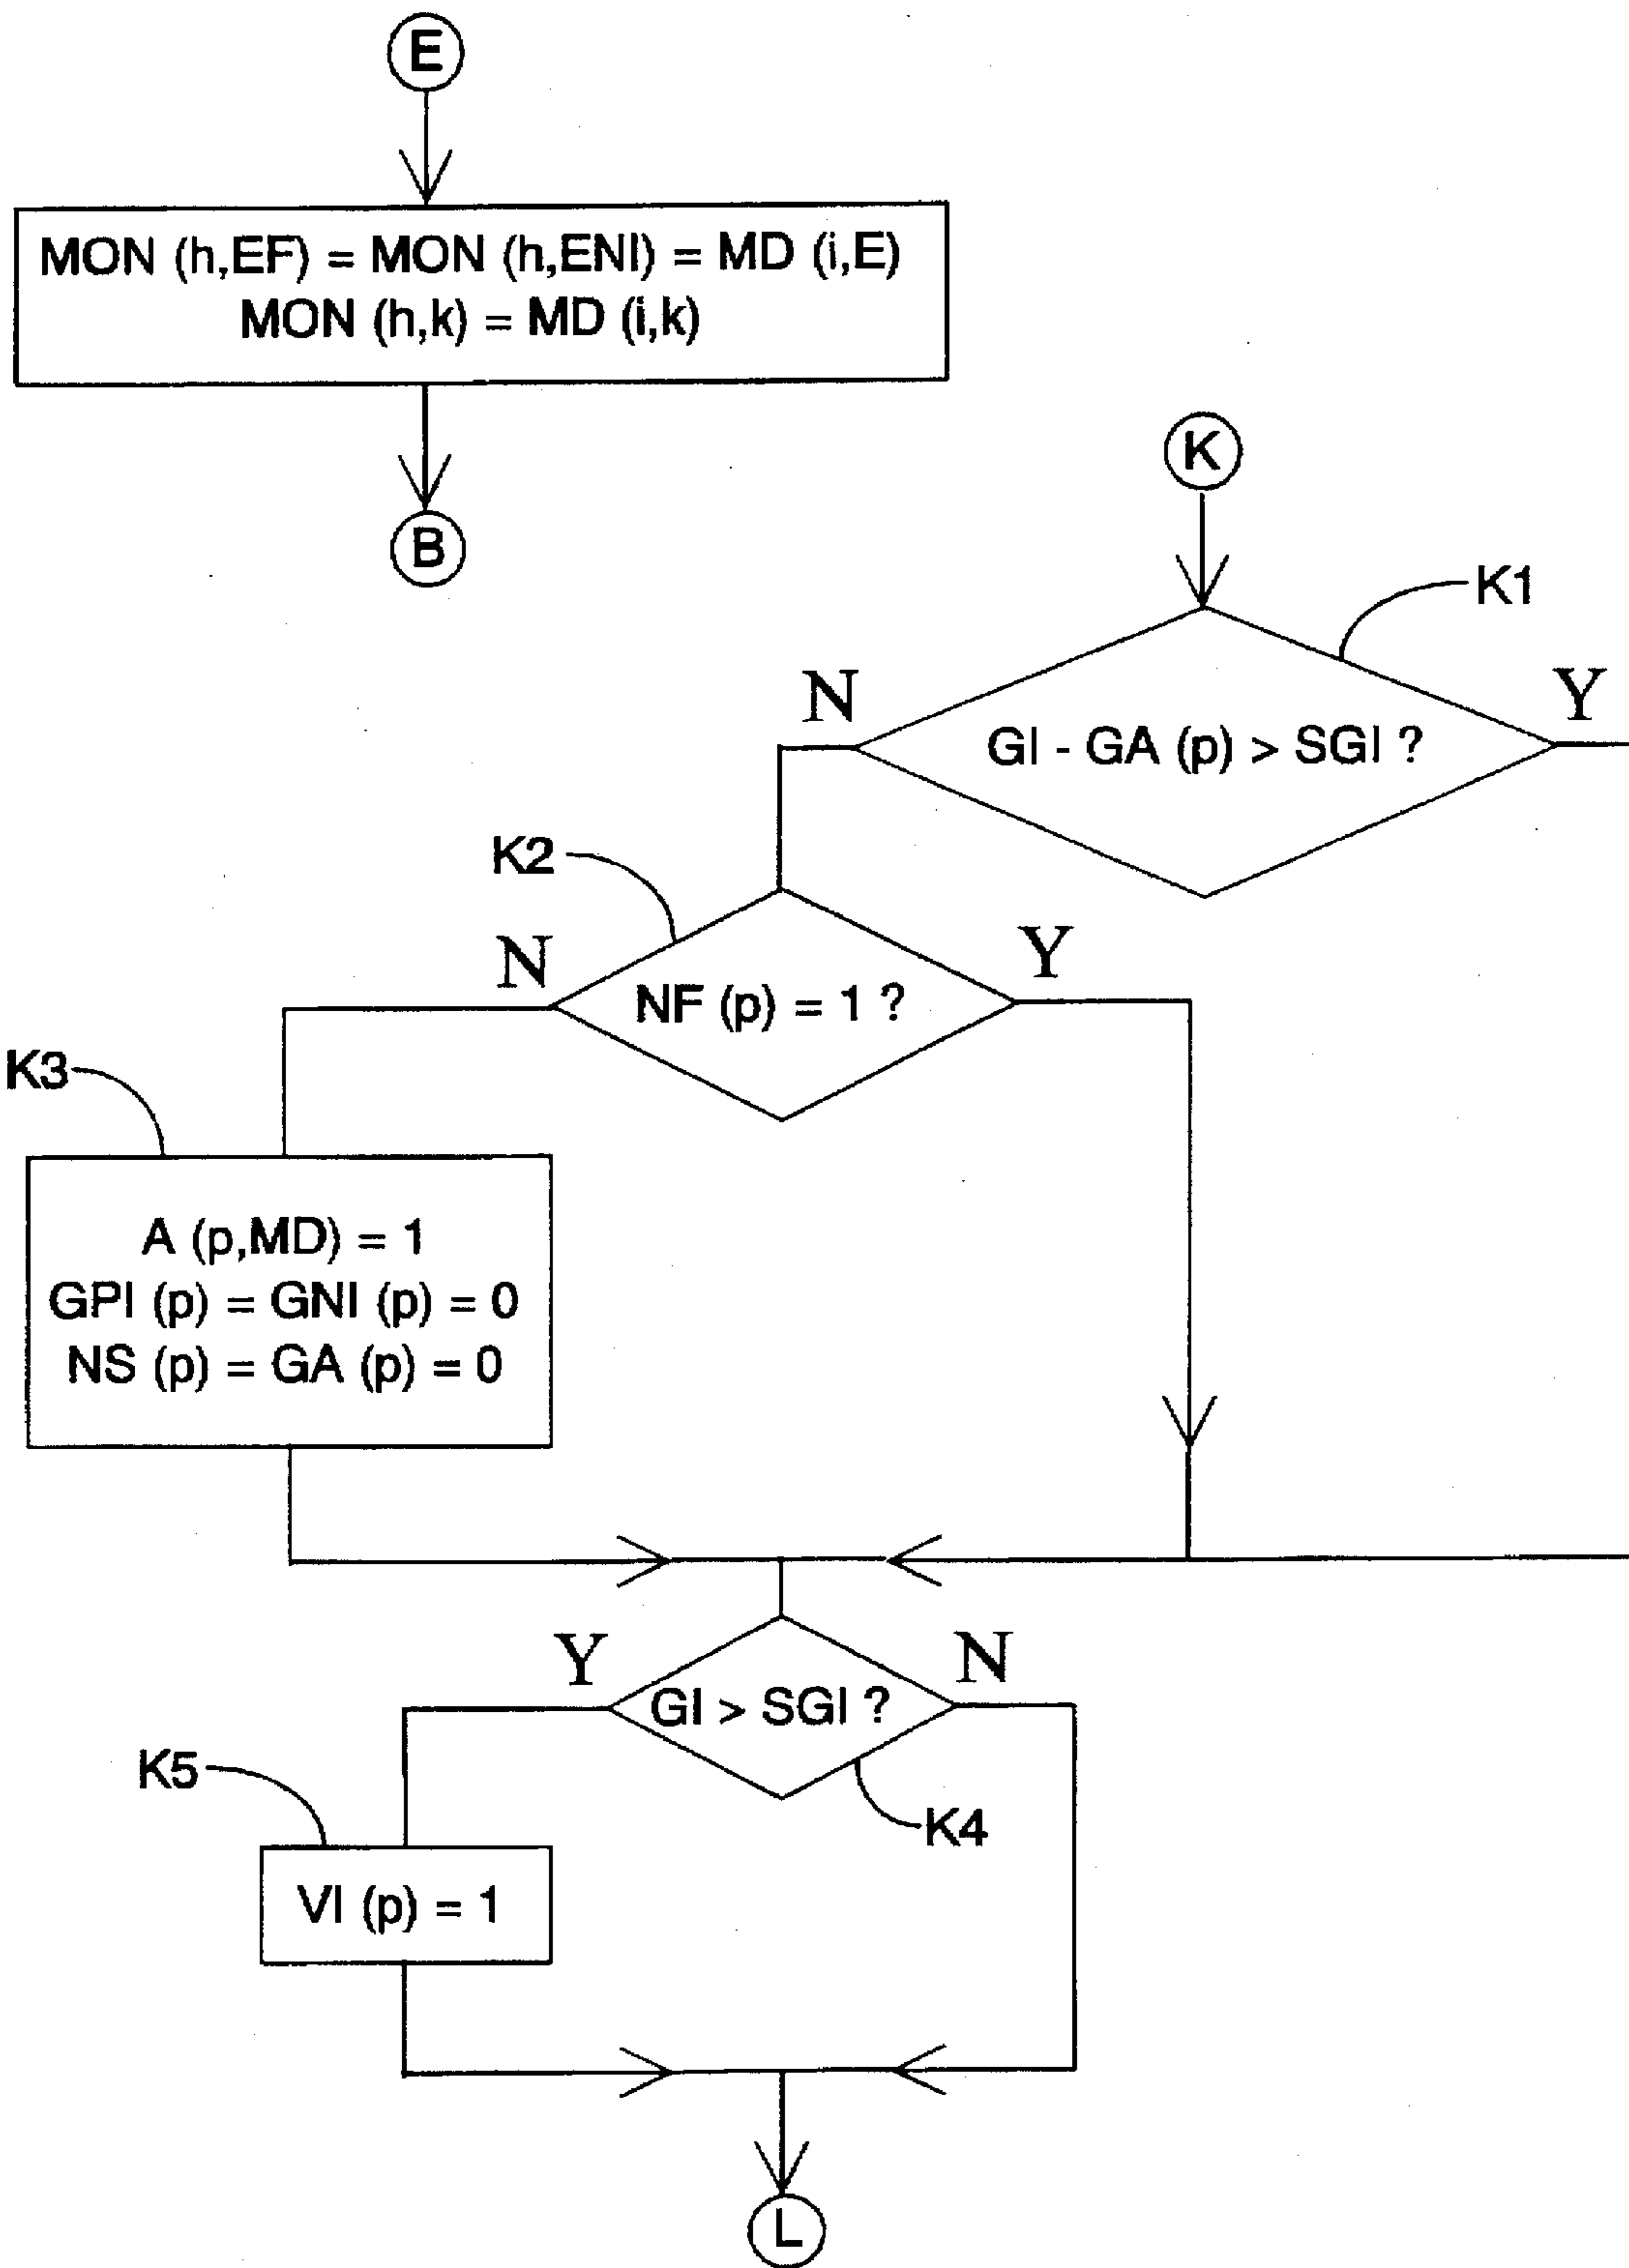 E
MON (h,EF) = MON (h,ENI) = MD (i,E)
MON (h,k) = MD (i,k)
B
K
K1
N
Y
GI - GA (p) > SGI ?
K2
N
Y
NF (p) = 1 ?
K3
A (p,MD) = 1
GPI (p) = GNI (p) = 0
NS (p) = GA (p) = 0
Y
N
GI > SGI ?
K5
K4
VI (p) = 1
L